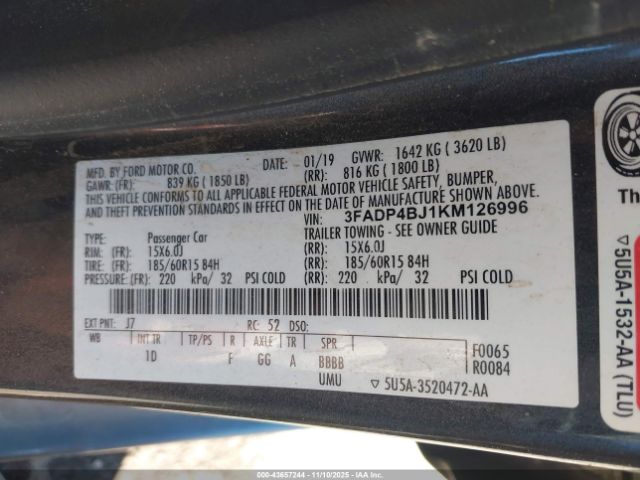 MFD. BY FORD MOTOR CO. DATE: 01/19 GVWR: 1642 KG ( 3620 LB)
GAWR: (FR): 839 KG ( 1850 LB) (RR): 816 KG ( 1800 LB)
THIS VEHICLE CONFORMS TO ALL APPLICABLE FEDERAL MOTOR VEHICLE SAFETY, BUMPER,
AND THEFT PREVENTION STANDARDS IN EFFECT ON THE DATE OF MANUFACTURE SHOWN ABOVE.
VIN: 3FADP4BJ1KM126996
TYPE: Passenger Car TRAILER TOWING - SEE OWNER GUIDE
RIM: (FR): 15X6.0J (RR): 15X6.0J
TIRE: (FR): 185/60R15 84H (RR): 185/60R15 84H
PRESSURE: (FR): 220 kPa/ 32 PSI COLD (RR): 220 kPa/ 32 PSI COLD
EXT PNT: J7 RC: 52 DSO:
WB INT TR TP/PS R AXLE TR SPR
1D F GG A BBBB
UMU
F0065
R0084
▽ 5U5A-3520472-AA
▽ 5U5A-1532-AA (TLU)
00-43657244 | 11/10/2025 | IAAI.COM